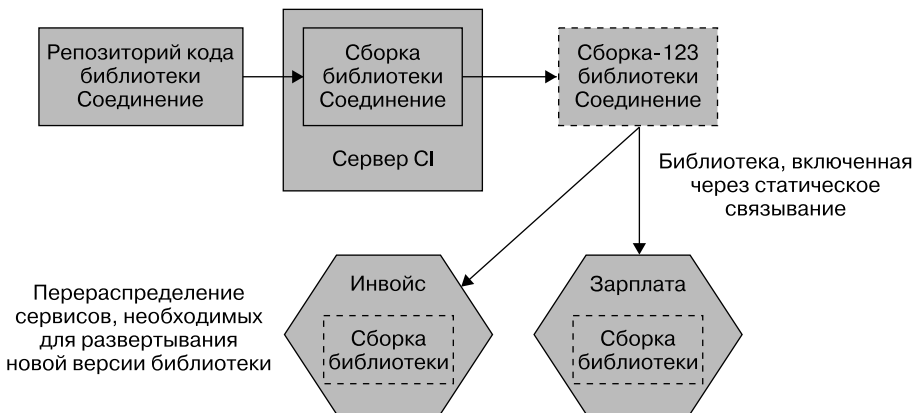 Репозиторий кода
библиотеки
Соединение
Сборка
библиотеки
Соединение
Сервер CI
Сборка-123
библиотеки
Соединение
Библиотека, включенная
через статическое
связывание
Перераспределение
сервисов, необходимых
для развертывания
новой версии библиотеки
Инвойс
Сборка
библиотеки
Зарплата
Сборка
библиотеки